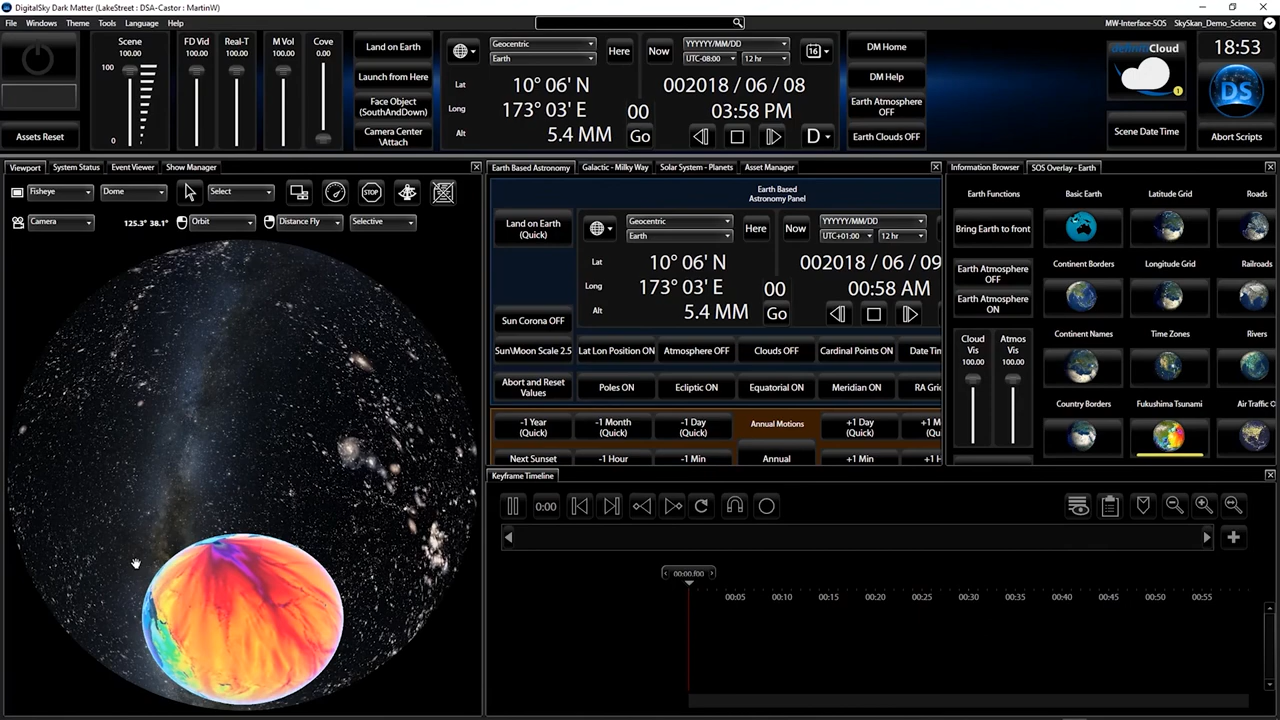 DigitalSky Dark Matter (LakeStreet : DSA-Castor : MartinW)
File Windows Theme Tools Language Help
MW-Interface-SOS SkySkan_Demo_Science
Assets Reset
Scene
100.00
100
0
FD Vid
100.00
Real-T
100.00
M Vol
100.00
Cove
0.00
Land on Earth
Launch from Here
Face Object
(SouthAndDown)
Camera Center
\Attach
Geocentric
Earth
Here
Now
YYYYYY/MM/DD
UTC-08:00
12 hr
16
Lat 10° 06' N
Long 173° 03' E
Alt 5.4 MM
00
Go
002018 / 06 / 08
03:58 PM
D
DM Home
DM Help
Earth Atmosphere
OFF
Earth Clouds OFF
definitiCloud
1
Scene Date Time
18:53
DS
Abort Scripts
Viewport System Status Event Viewer Show Manager
Fisheye Dome Select
STOP
Camera 125.3° 38.1° Orbit Distance Fly Selective
Earth Based Astronomy Galactic - Milky Way Solar System - Planets Asset Manager
Earth Based
Astronomy Panel
Land on Earth
(Quick)
Geocentric
Earth
Here
Now
YYYYYY/MM/DD
UTC+01:00
12 hr
Lat 10° 06' N
Long 173° 03' E
Alt 5.4 MM
00
Go
002018 / 06 / 09
00:58 AM
Sun Corona OFF
Sun\Moon Scale 2.5 Lat Lon Position ON Atmosphere OFF Clouds OFF Cardinal Points ON Date Tim
Abort and Reset
Values
Poles ON Ecliptic ON Equatorial ON Meridian ON RA Grid
-1 Year
(Quick)
-1 Month
(Quick)
-1 Day
(Quick)
Annual Motions
+1 Day
(Quick)
+1 M
(Qu
Next Sunset -1 Hour -1 Min Annual +1 Min +1 H
Information Browser SOS Overlay - Earth
Earth Functions Basic Earth Latitude Grid Roads
Bring Earth to front
Continent Borders Longitude Grid Railroads
Earth Atmosphere
OFF
Earth Atmosphere
ON
Continent Names Time Zones Rivers
Cloud
Vis
100.00
Atmos
Vis
100.00
Country Borders Fukushima Tsunami Air Traffic O
Keyframe Timeline
0:00
00:00.f00
00:05 00:10 00:15 00:20 00:25 00:30 00:35 00:40 00:45 00:50 00:55